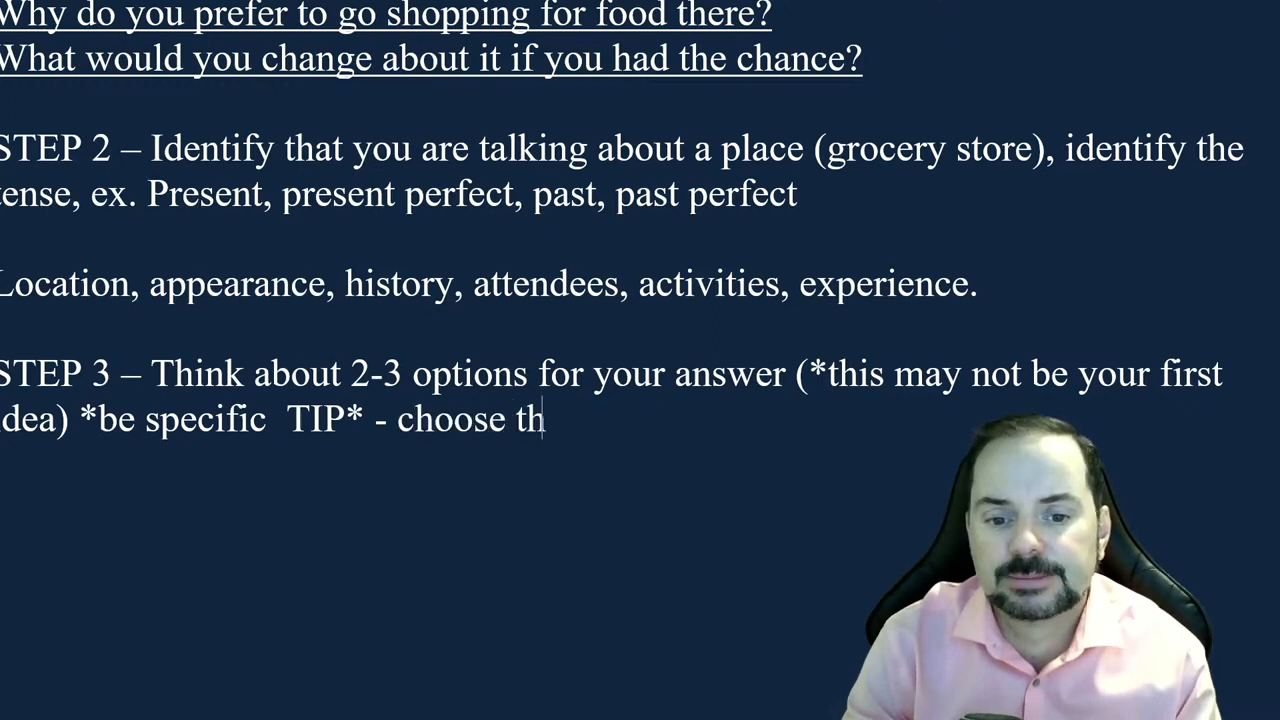 Why do you prefer to go shopping for food there?
What would you change about it if you had the chance?
STEP 2 – Identify that you are talking about a place (grocery store), identify the
tense, ex. Present, present perfect, past, past perfect
Location, appearance, history, attendees, activities, experience.
STEP 3 – Think about 2-3 options for your answer (*this may not be your first
idea) *be specific  TIP* - choose th